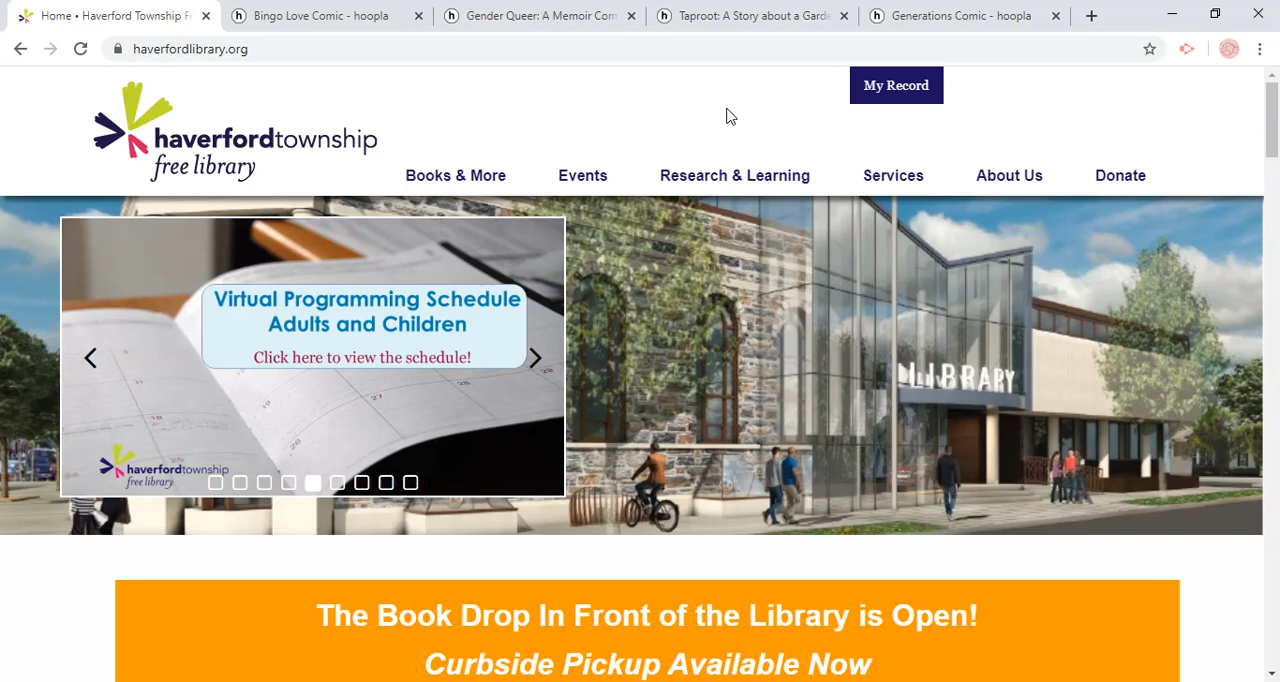 Home • Haverford Township Fr
Bingo Love Comic - hoopla
Gender Queer: A Memoir Com
Taproot: A Story about a Garde
Generations Comic - hoopla
haverfordlibrary.org
My Record
haverfordtownship
free library
Books & More
Events
Research & Learning
Services
About Us
Donate
Virtual Programming Schedule
Adults and Children
Click here to view the schedule!
haverfordtownship
free library
LIBRARY
The Book Drop In Front of the Library is Open!
Curbside Pickup Available Now